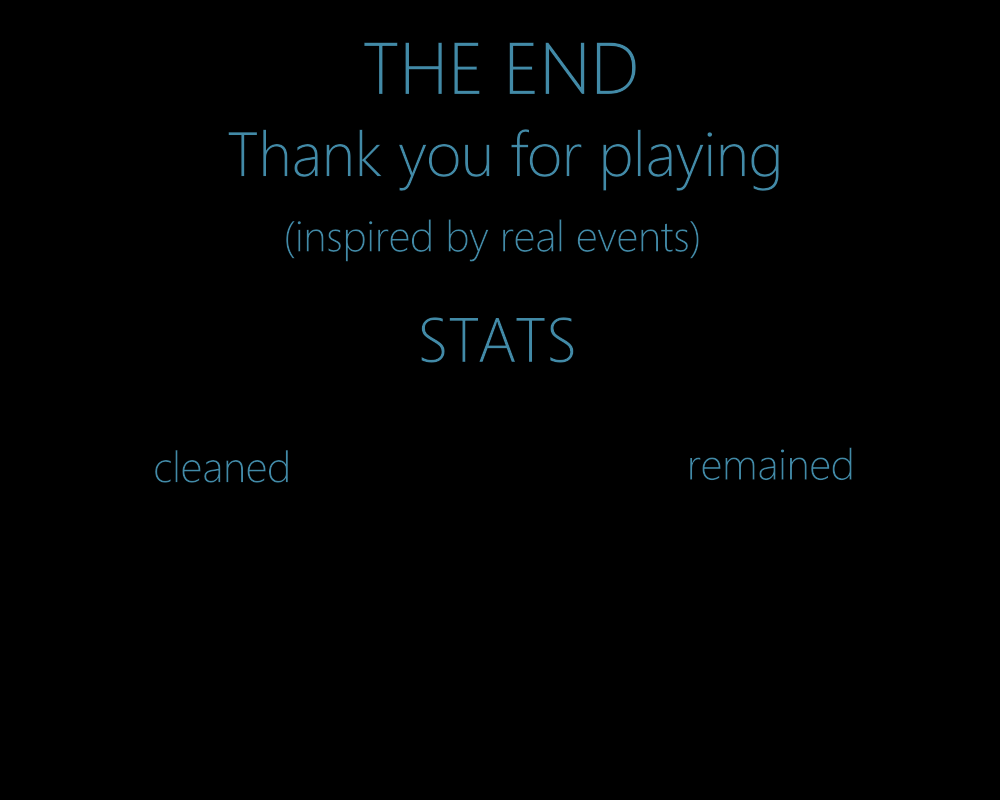 THE END
Thank you for playing
(inspired by real events)
STATS
cleaned remained